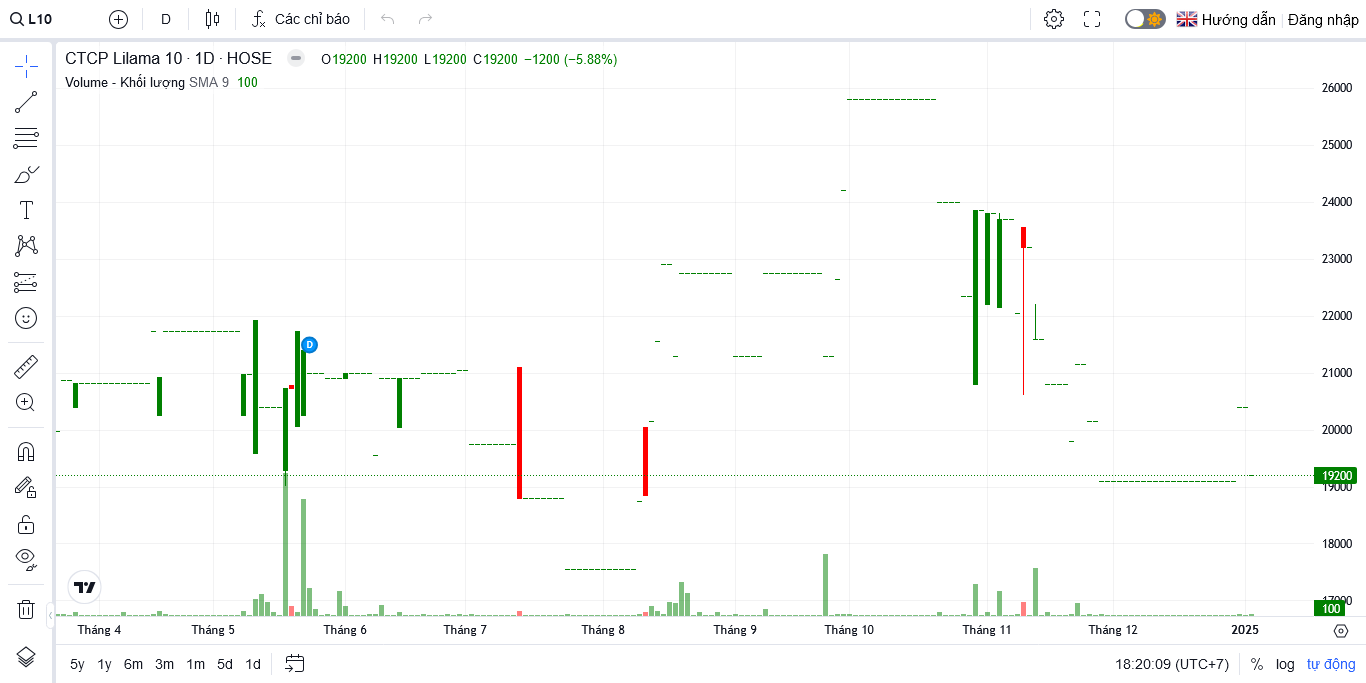 L10 D Các chỉ báo Hướng dẫn Đăng nhập
CTCP Lilama 10 · 1D · HOSE O19200 H19200 L19200 C19200 −1200 (−5.88%)
Volume - Khối lượng SMA 9 100
D
26000
25000
24000
23000
22000
21000
20000
19200
19000
18000
17000
100
Tháng 4 Tháng 5 Tháng 6 Tháng 7 Tháng 8 Tháng 9 Tháng 10 Tháng 11 Tháng 12 2025
5y 1y 6m 3m 1m 5d 1d 18:20:09 (UTC+7) % log tự động